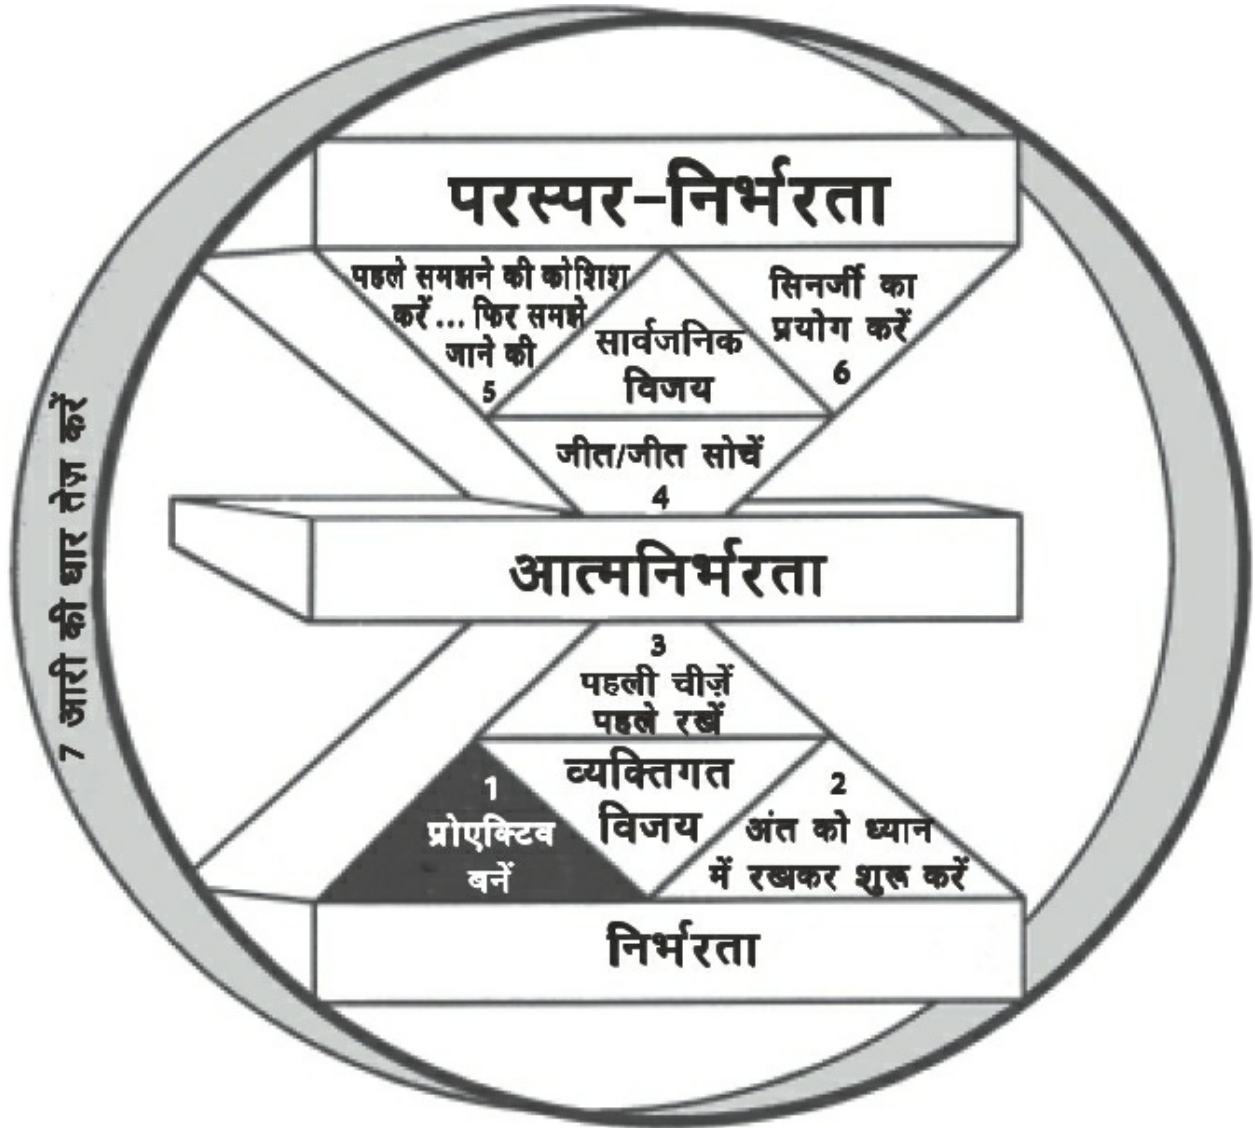 परस्पर-निर्भरता
पहले समझने की कोशिश
करें... फिर समझे
जाने की
5
सार्वजनिक
विजय
सिनर्जी का
प्रयोग करें
6
जीत/जीत सोचें
4
आत्मनिर्भरता
3
पहली चीज़ें
पहले रखें
व्यक्तिगत
विजय
1
प्रोएक्टिव
बनें
2
अंत को ध्यान
में रखकर शुरू करें
निर्भरता
7 आरी की धार तेज़ करें